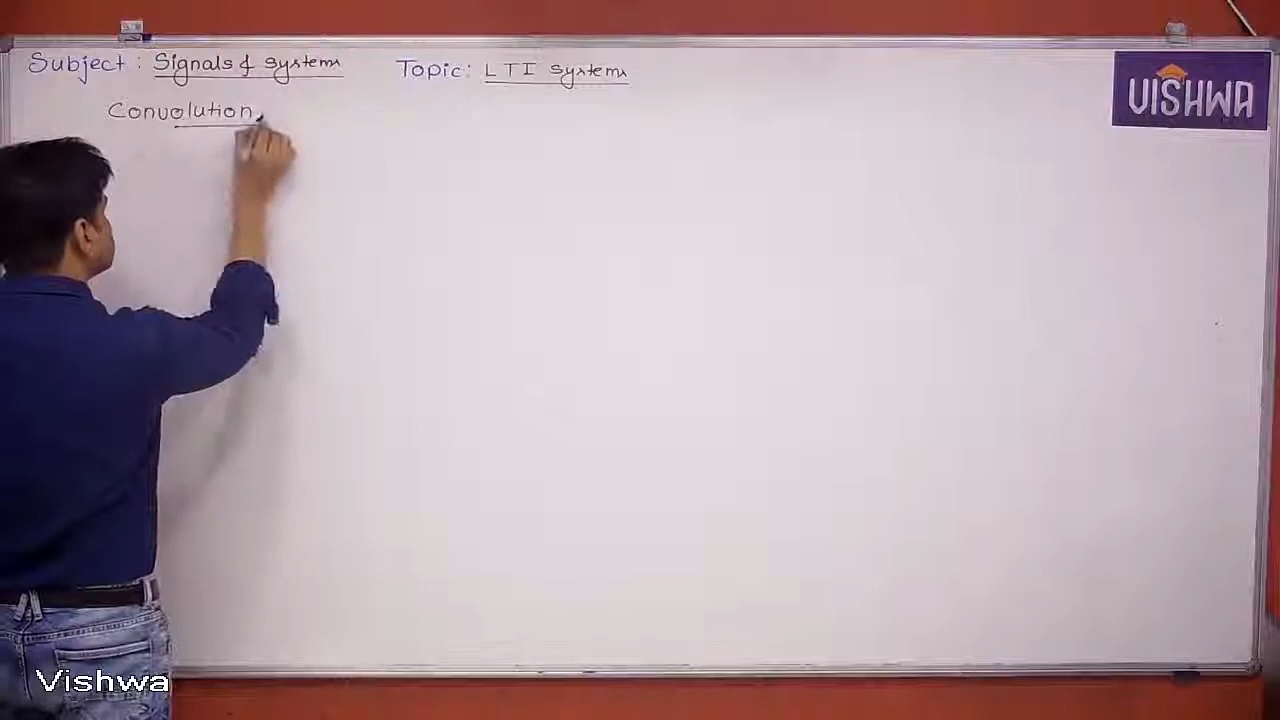 Subject: Signals & Systems Topic: LTI Systems
VISHWA
Convolution
Vishwa